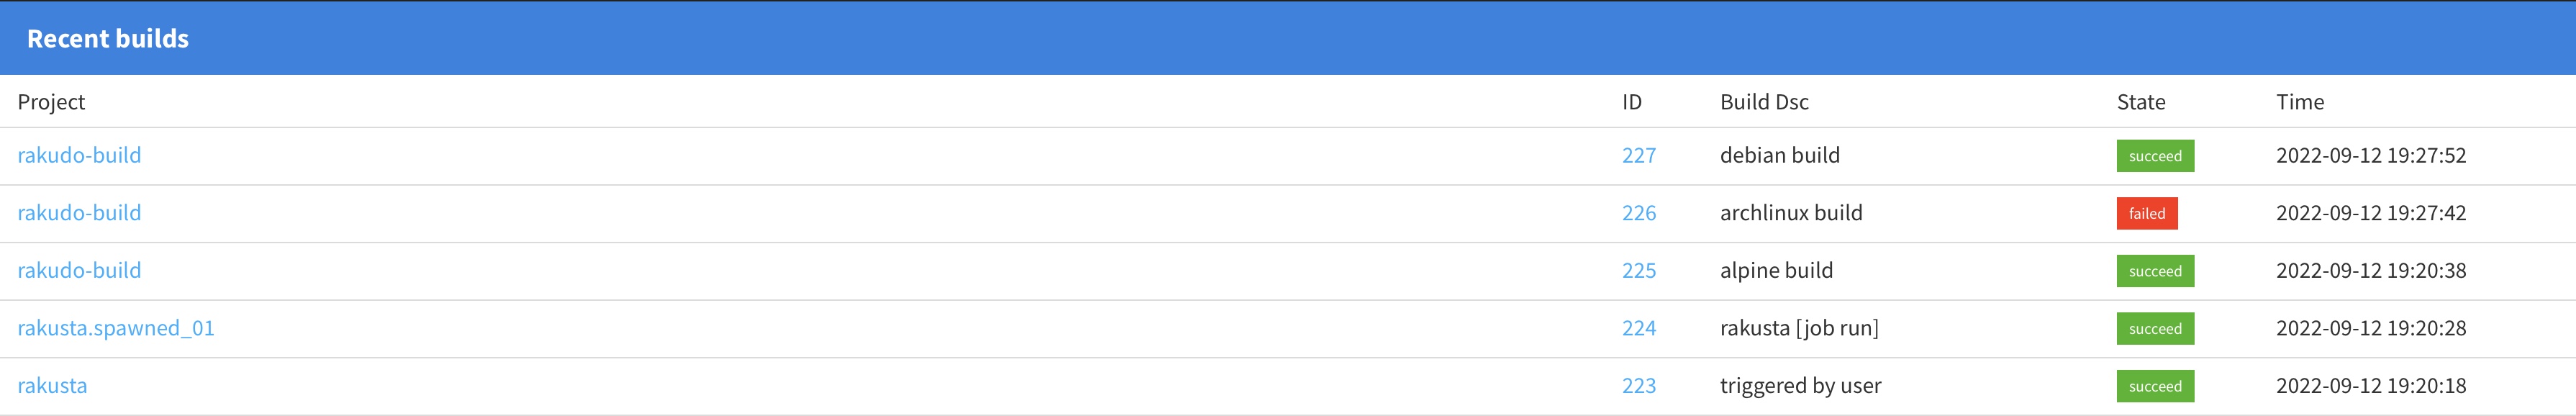 Recent builds
Project ID Build Dsc State Time
rakudo-build 227 debian build succeed 2022-09-12 19:27:52
rakudo-build 226 archlinux build failed 2022-09-12 19:27:42
rakudo-build 225 alpine build succeed 2022-09-12 19:20:38
rakusta.spawned_01 224 rakusta [job run] succeed 2022-09-12 19:20:28
rakusta 223 triggered by user succeed 2022-09-12 19:20:18